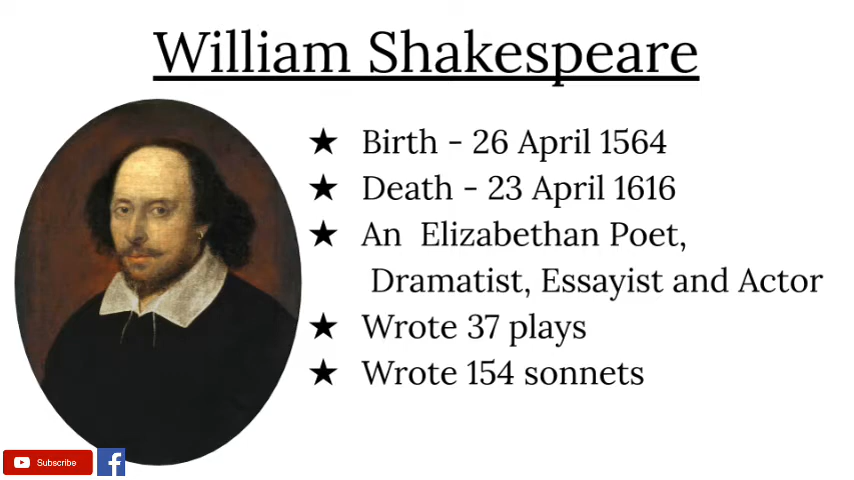 William Shakespeare
★ Birth - 26 April 1564
★ Death - 23 April 1616
★ An Elizabethan Poet,
Dramatist, Essayist and Actor
★ Wrote 37 plays
★ Wrote 154 sonnets
Subscribe f